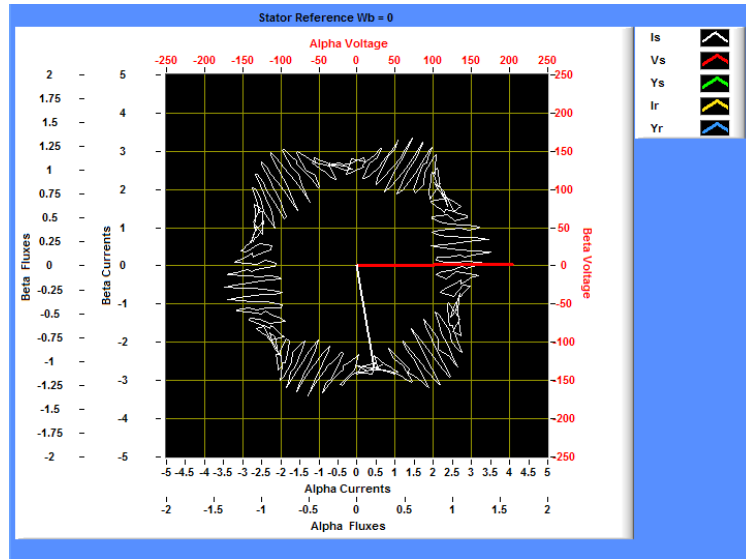 Stator Reference Wb = 0
Alpha Voltage
-250 -200 -150 -100 -50 0 50 100 150 200 250
Is
Vs
Ys
Ir
Yr
2 5 250
1.75
1.5 4 200
1.25 3 150
1
0.75 2 100
0.5 1 50
0.25
0 0 0
-0.25
-0.5 -1 -50
-0.75 -2 -100
-1
-1.25 -3 -150
-1.5 -4 -200
-1.75
-2 -5 -250
Beta Fluxes
Beta Currents
Beta Voltage
-5 -4.5 -4 -3.5 -3 -2.5 -2 -1.5 -1 -0.5 0 0.5 1 1.5 2 2.5 3 3.5 4 4.5 5
Alpha Currents
-2 -1.5 -1 -0.5 0 0.5 1 1.5 2
Alpha Fluxes